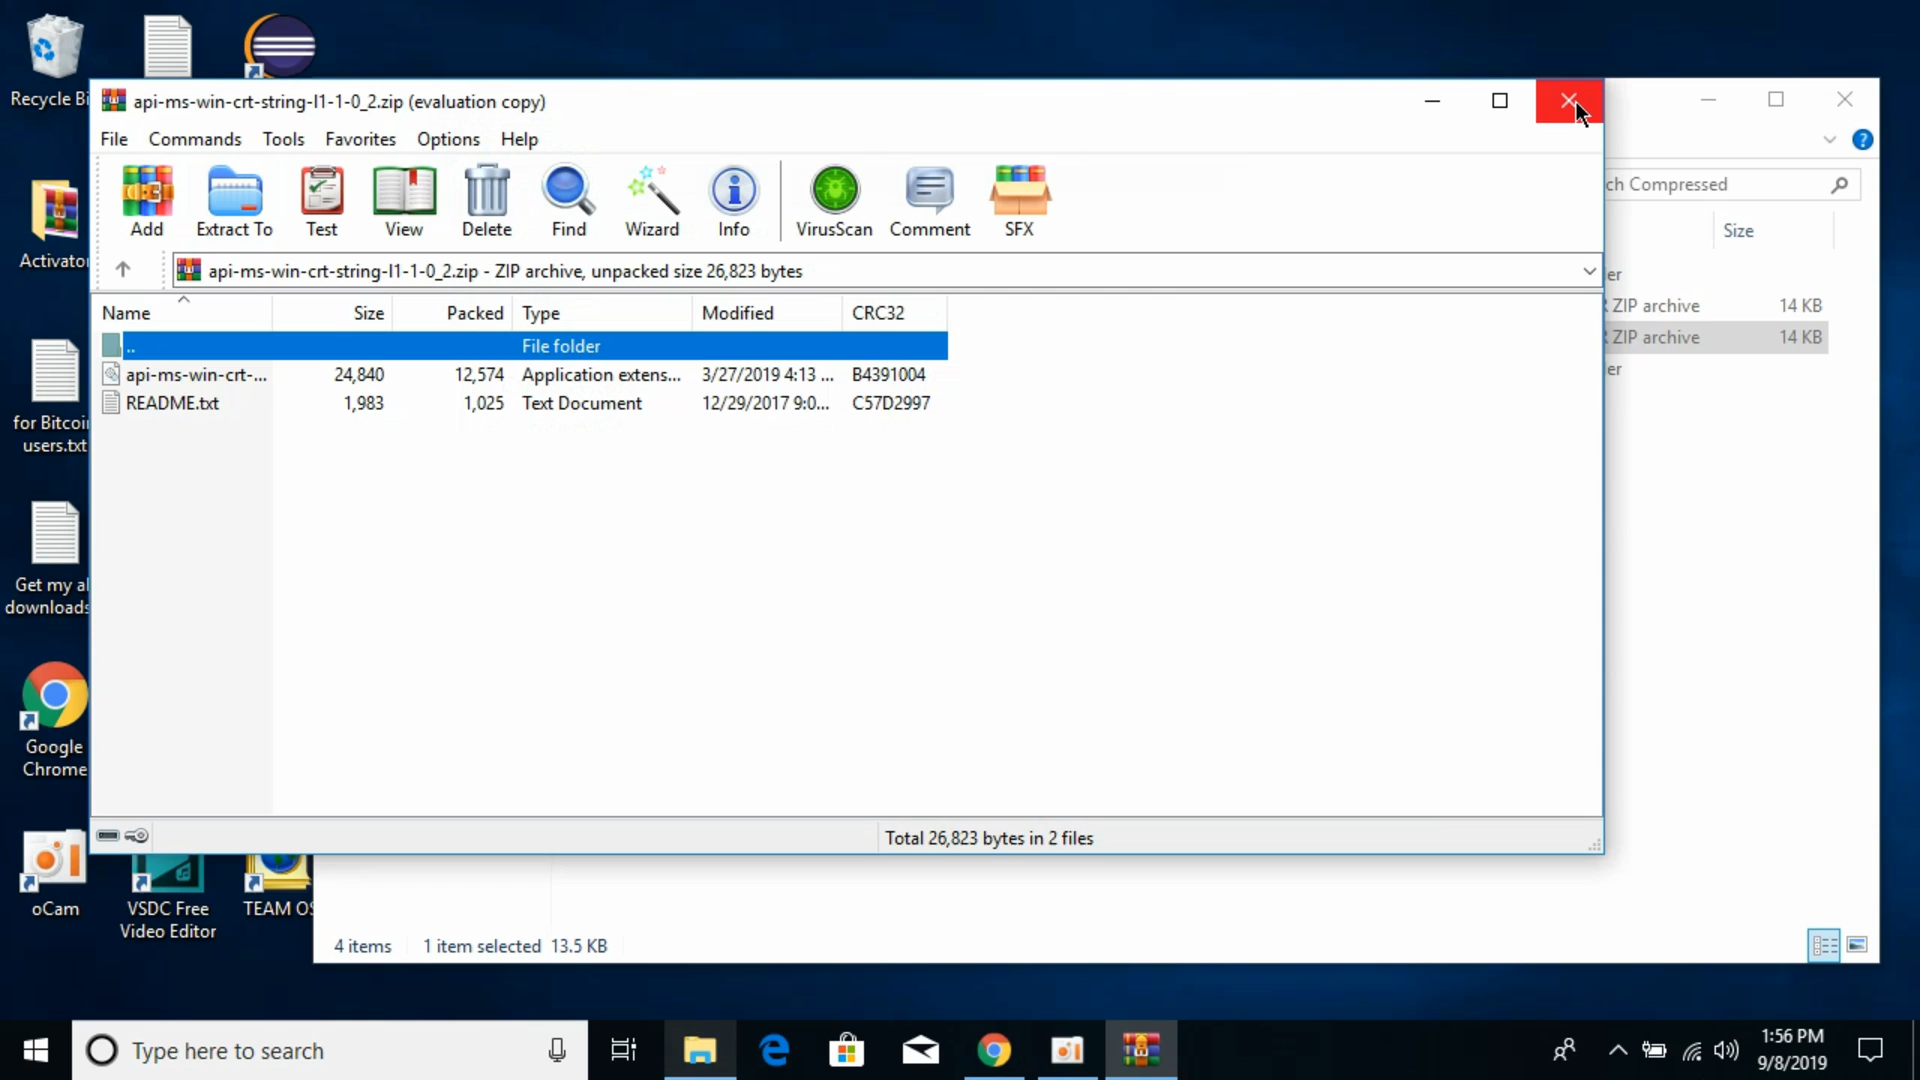 Recycle Bi
api-ms-win-crt-string-l1-1-0_2.zip (evaluation copy)
File Commands Tools Favorites Options Help
Add Extract To Test View Delete Find Wizard Info VirusScan Comment SFX
ch Compressed
api-ms-win-crt-string-l1-1-0_2.zip - ZIP archive, unpacked size 26,823 bytes
Size
Name Size Packed Type Modified CRC32
.. File folder
api-ms-win-crt-... 24,840 12,574 Application extens... 3/27/2019 4:13 ... B4391004
README.txt 1,983 1,025 Text Document 12/29/2017 9:0... C57D2997
er
ZIP archive 14 KB
ZIP archive 14 KB
er
Activato
for Bitcoi
users.txt
Get my al
downloads
Google
Chrome
oCam
VSDC Free
Video Editor
TEAM OS
Total 26,823 bytes in 2 files
4 items 1 item selected 13.5 KB
Type here to search
1:56 PM
9/8/2019